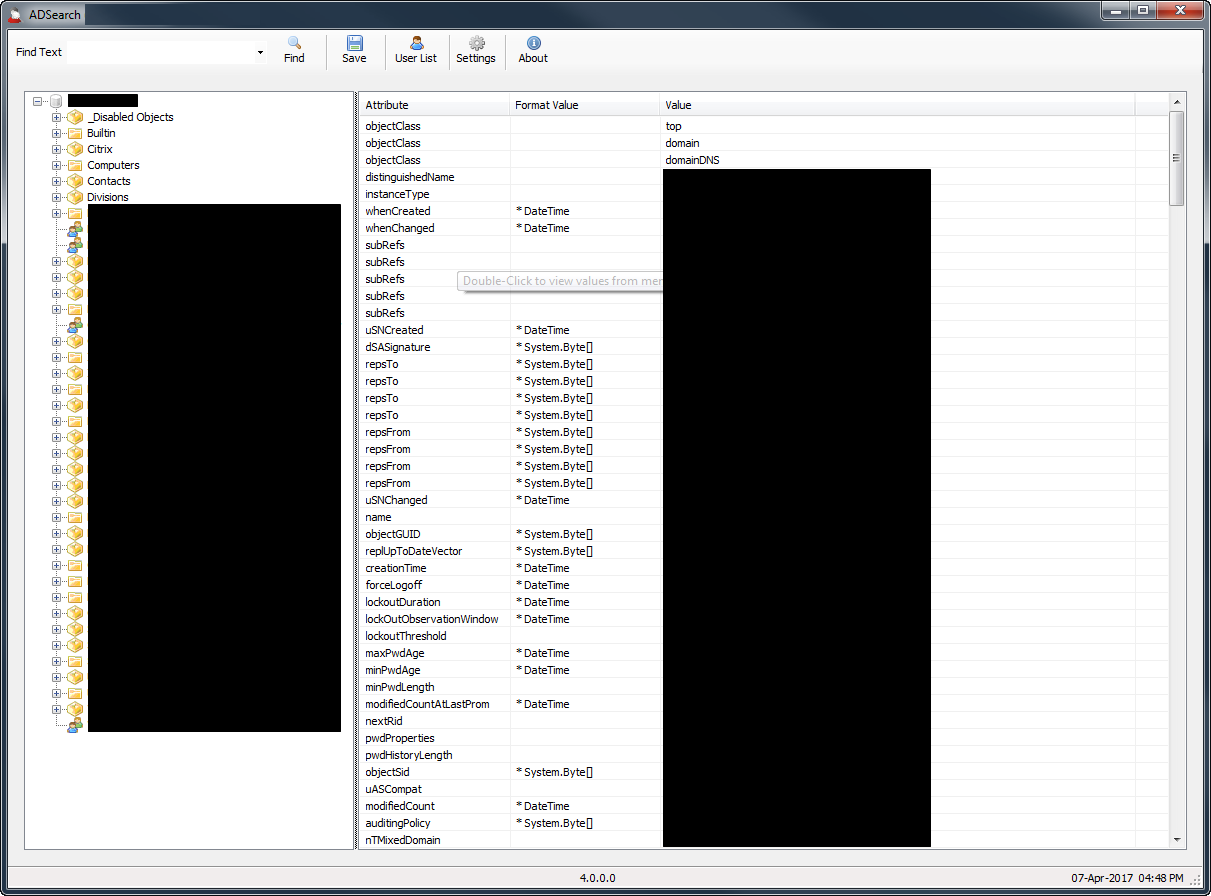 ADSearch
Find Text
Find
Save
User List
Settings
About
_Disabled Objects
Builtin
Citrix
Computers
Contacts
Divisions
Attribute Format Value Value
objectClass top
objectClass domain
objectClass domainDNS
distinguishedName
instanceType
whenCreated * DateTime
whenChanged * DateTime
subRefs
subRefs
subRefs
Double-Click to view values from mer
subRefs
subRefs
uSNCreated * DateTime
dSASignature * System.Byte[]
repsTo * System.Byte[]
repsTo * System.Byte[]
repsTo * System.Byte[]
repsTo * System.Byte[]
repsFrom * System.Byte[]
repsFrom * System.Byte[]
repsFrom * System.Byte[]
repsFrom * System.Byte[]
uSNChanged * DateTime
name
objectGUID * System.Byte[]
replUpToDateVector * System.Byte[]
creationTime * DateTime
forceLogoff * DateTime
lockoutDuration * DateTime
lockOutObservationWindow * DateTime
lockoutThreshold
maxPwdAge * DateTime
minPwdAge * DateTime
minPwdLength
modifiedCountAtLastProm * DateTime
nextRid
pwdProperties
pwdHistoryLength
objectSid * System.Byte[]
uASCompat
modifiedCount * DateTime
auditingPolicy * System.Byte[]
nTMixedDomain
4.0.0.0
07-Apr-2017 04:48 PM